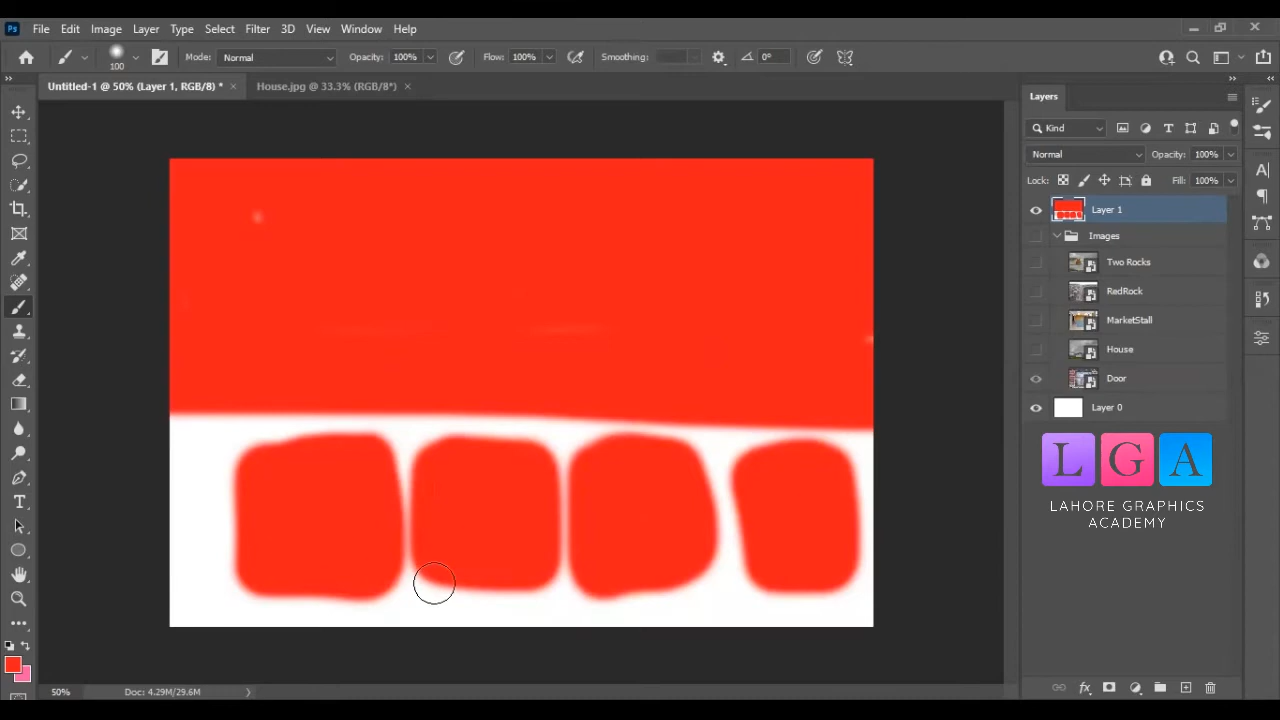 Ps File Edit Image Layer Type Select Filter 3D View Window Help
100 Mode: Normal Opacity: 100% Flow: 100% Smoothing: 0°
Untitled-1 @ 50% (Layer 1, RGB/8) * × House.jpg @ 33.3% (RGB/8*) ×
Layers
Kind
Normal Opacity: 100%
Lock: Fill: 100%
Layer 1
Images
Two Rocks
RedRock
MarketStall
House
Door
Layer 0
L G A
LAHORE GRAPHICS
ACADEMY
50% Doc: 4.29M/29.6M